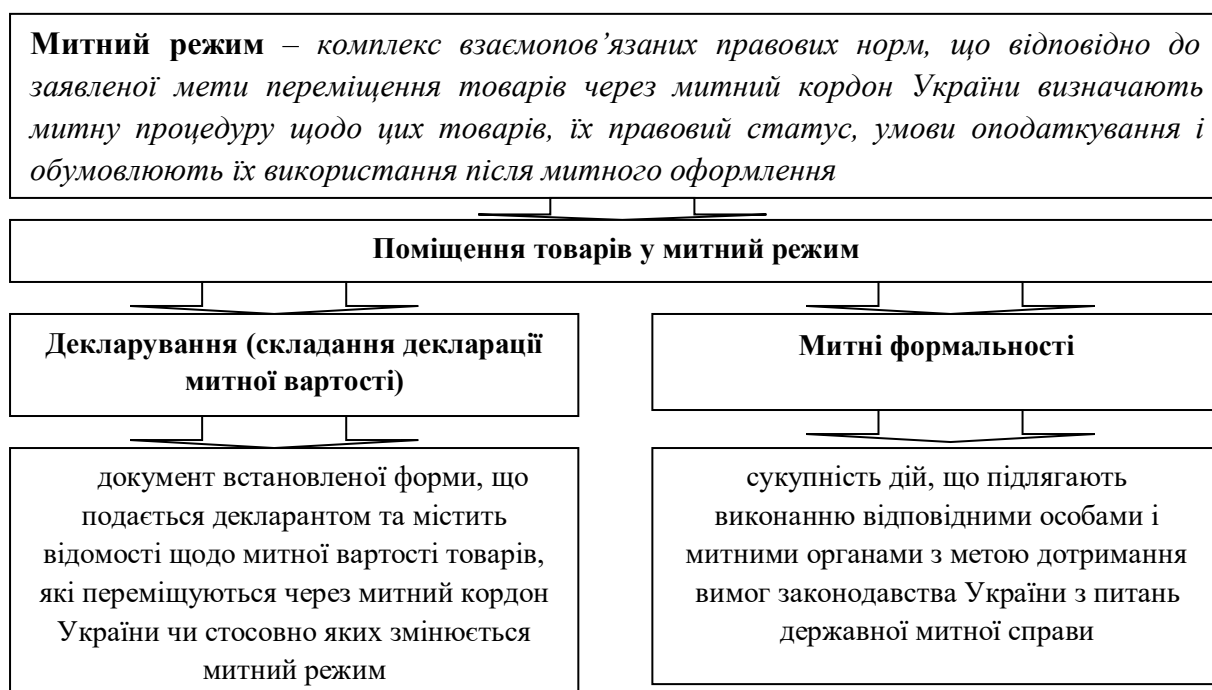 Митний режим – комплекс взаємопов’язаних правових норм, що відповідно до
заявленої мети переміщення товарів через митний кордон України визначають
митну процедуру щодо цих товарів, їх правовий статус, умови оподаткування і
обумовлюють їх використання після митного оформлення
Поміщення товарів у митний режим
Декларування (складання декларації
митної вартості)
документ встановленої форми, що
подається декларантом та містить
відомості щодо митної вартості товарів,
які переміщуються через митний кордон
України чи стосовно яких змінюється
митний режим
Митні формальності
сукупність дій, що підлягають
виконанню відповідними особами і
митними органами з метою дотримання
вимог законодавства України з питань
державної митної справи